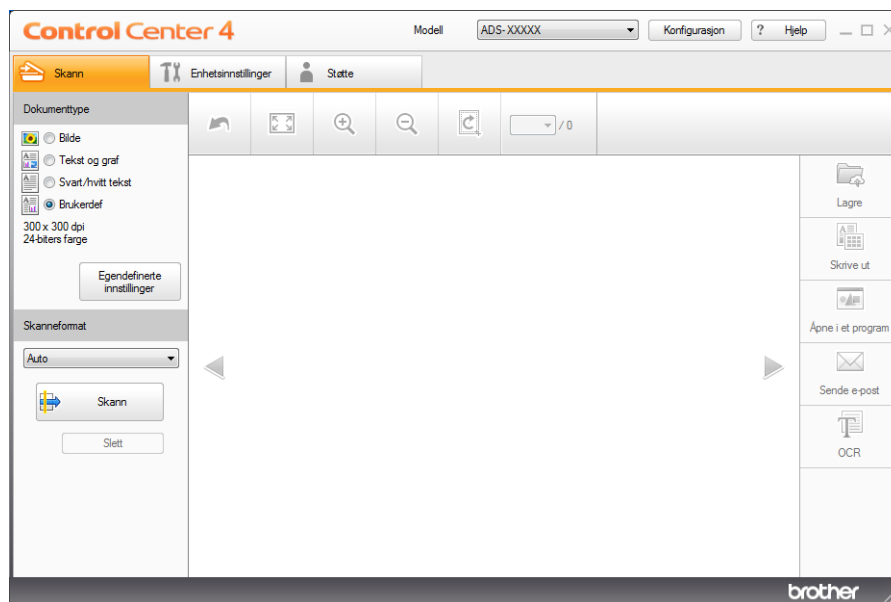 Control Center 4
Modell
ADS-XXXXX
Konfigurasjon
? Hjelp
Skann
Enhetsinnstillinger
Støtte
Dokumenttype
Bilde
Tekst og graf
Svart/hvitt tekst
Brukerdef
300 x 300 dpi
24-biters farge
Egendefinerte
innstillinger
Skanneformat
Auto
Skann
Slett
/ 0
Lagre
Skrive ut
Åpne i et program
Sende e-post
OCR
brother